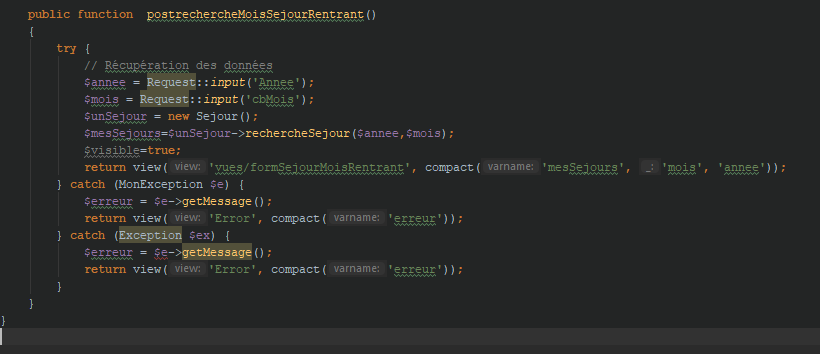 public function  postrechercheMoisSejourRentrant()
{
try {
// Récupération des données
$annee = Request::input('Annee');
$mois = Request::input('cbMois');
$unSejour = new Sejour();
$mesSejours=$unSejour->rechercheSejour($annee,$mois);
$visible=true;
return view( view: 'vues/formSejourMoisRentrant', compact( varname: 'mesSejours', _: 'mois', 'annee'));
} catch (MonException $e) {
$erreur = $e->getMessage();
return view( view: 'Error', compact( varname: 'erreur'));
} catch (Exception $ex) {
$erreur = $e->getMessage();
return view( view: 'Error', compact( varname: 'erreur'));
}
}
}